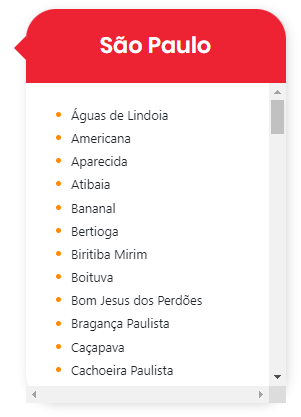 São Paulo
Águas de Lindoia
Americana
Aparecida
Atibaia
Bananal
Bertioga
Biritiba Mirim
Boituva
Bom Jesus dos Perdões
Bragança Paulista
Caçapava
Cachoeira Paulista